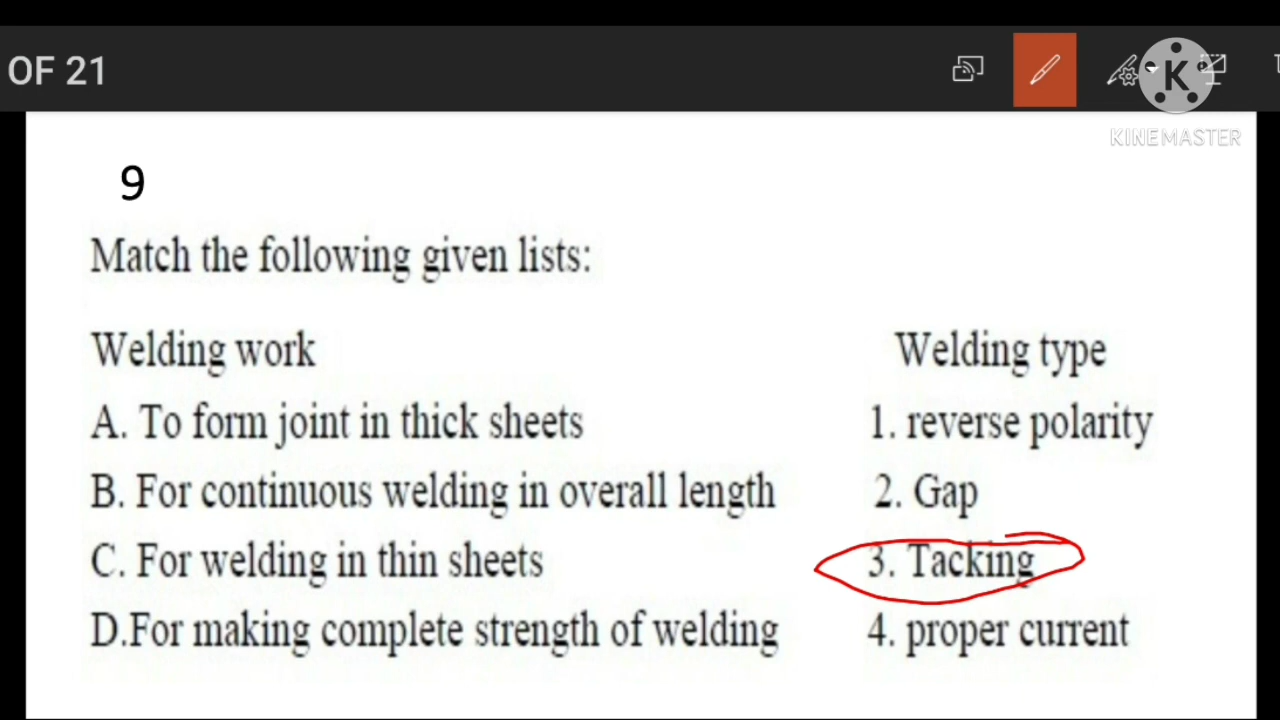 OF 21
K
KINEMASTER
9
Match the following given lists:
Welding work Welding type
A. To form joint in thick sheets 1. reverse polarity
B. For continuous welding in overall length 2. Gap
C. For welding in thin sheets 3. Tacking
D.For making complete strength of welding 4. proper current